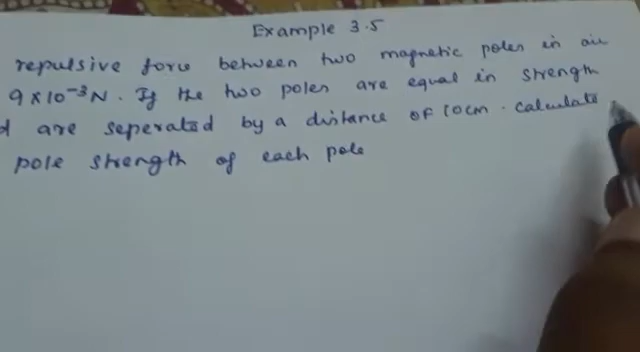 Example 3.5
repulsive force between two magnetic poles in air
9 x 10⁻³ N. If the two poles are equal in strength
d are seperated by a distance of 10cm. calculate
pole strength of each pole